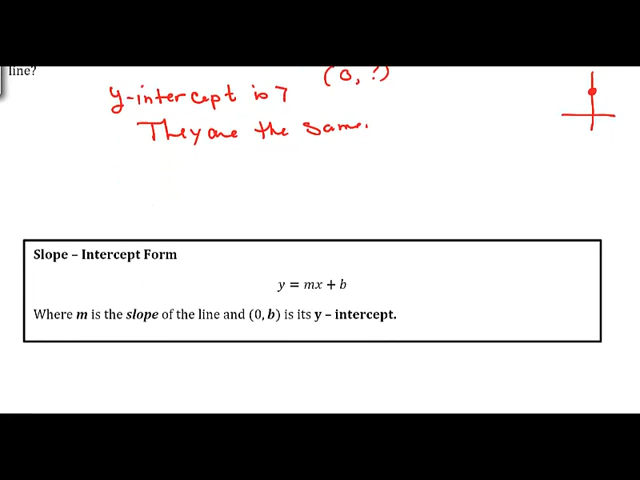 line?
(0, ?)
y-intercept is 7
They are the same.
Slope – Intercept Form
y = mx + b
Where m is the slope of the line and (0, b) is its y – intercept.